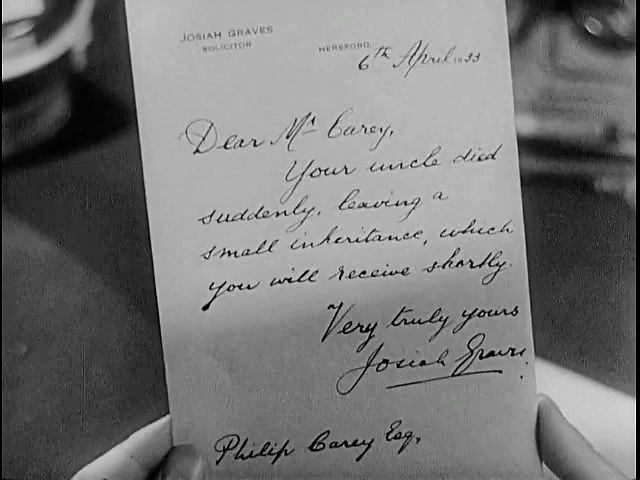 JOSIAH GRAVES
SOLICITOR
HEREFORD.
6th April 1933
Dear Mr Carey,
Your uncle died
suddenly, leaving a
small inheritance, which
you will receive shortly.
Very truly yours
Josiah Graves.
Philip Carey Esq.